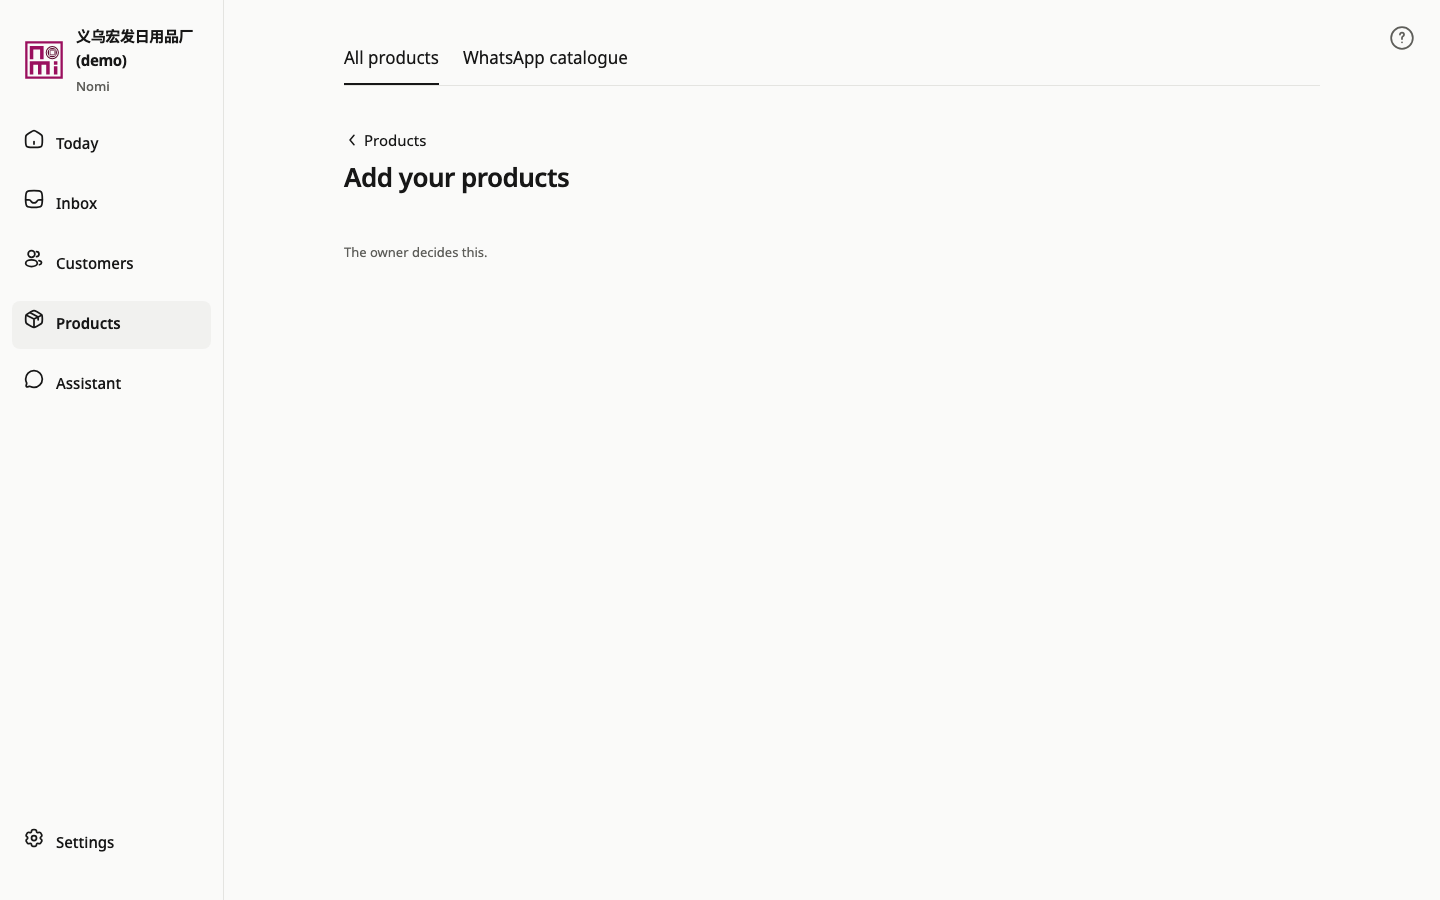 义乌宏发日用品厂
(demo)
Nomi
Today
Inbox
Customers
Products
Assistant
Settings
All products
WhatsApp catalogue
Products
Add your products
The owner decides this.